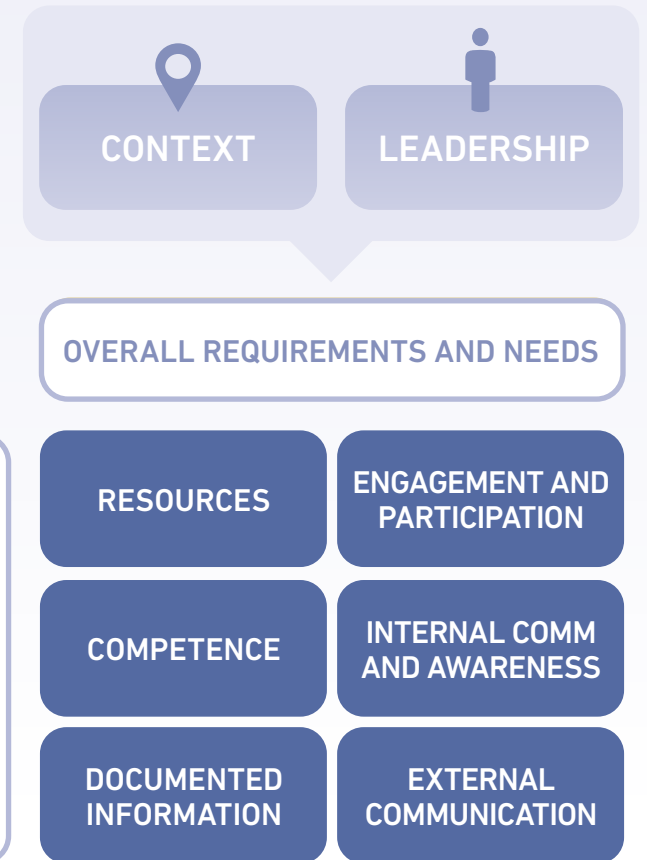 CONTEXT
LEADERSHIP
OVERALL REQUIREMENTS AND NEEDS
RESOURCES
ENGAGEMENT AND
PARTICIPATION
COMPETENCE
INTERNAL COMM
AND AWARENESS
DOCUMENTED
INFORMATION
EXTERNAL
COMMUNICATION